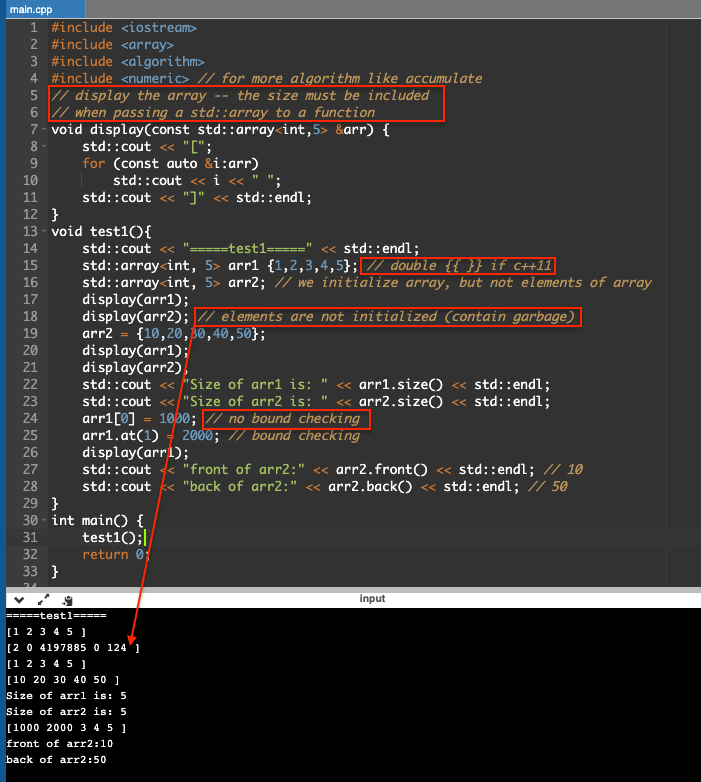 main.cpp
1 #include <iostream>
2 #include <array>
3 #include <algorithm>
4 #include <numeric> // for more algorithm like accumulate
5 // display the array -- the size must be included
6 // when passing a std::array to a function
7 void display(const std::array<int,5> &arr) {
8 std::cout << "[";
9 for (const auto &i:arr)
10 std::cout << i << " ";
11 std::cout << "]" << std::endl;
12 }
13 void test1(){
14 std::cout << "=====test1=====" << std::endl;
15 std::array<int, 5> arr1 {1,2,3,4,5}; // double {{ }} if c++11
16 std::array<int, 5> arr2; // we initialize array, but not elements of array
17 display(arr1);
18 display(arr2); // elements are not initialized (contain garbage)
19 arr2 = {10,20,30,40,50};
20 display(arr1);
21 display(arr2);
22 std::cout << "Size of arr1 is: " << arr1.size() << std::endl;
23 std::cout << "Size of arr2 is: " << arr2.size() << std::endl;
24 arr1[0] = 1000; // no bound checking
25 arr1.at(1) = 2000; // bound checking
26 display(arr1);
27 std::cout << "front of arr2:" << arr2.front() << std::endl; // 10
28 std::cout << "back of arr2:" << arr2.back() << std::endl; // 50
29 }
30 int main() {
31 test1();
32 return 0;
33 }
input
=====test1=====
[1 2 3 4 5 ]
[2 0 4197885 0 124 ]
[1 2 3 4 5 ]
[10 20 30 40 50 ]
Size of arr1 is: 5
Size of arr2 is: 5
[1000 2000 3 4 5 ]
front of arr2:10
back of arr2:50